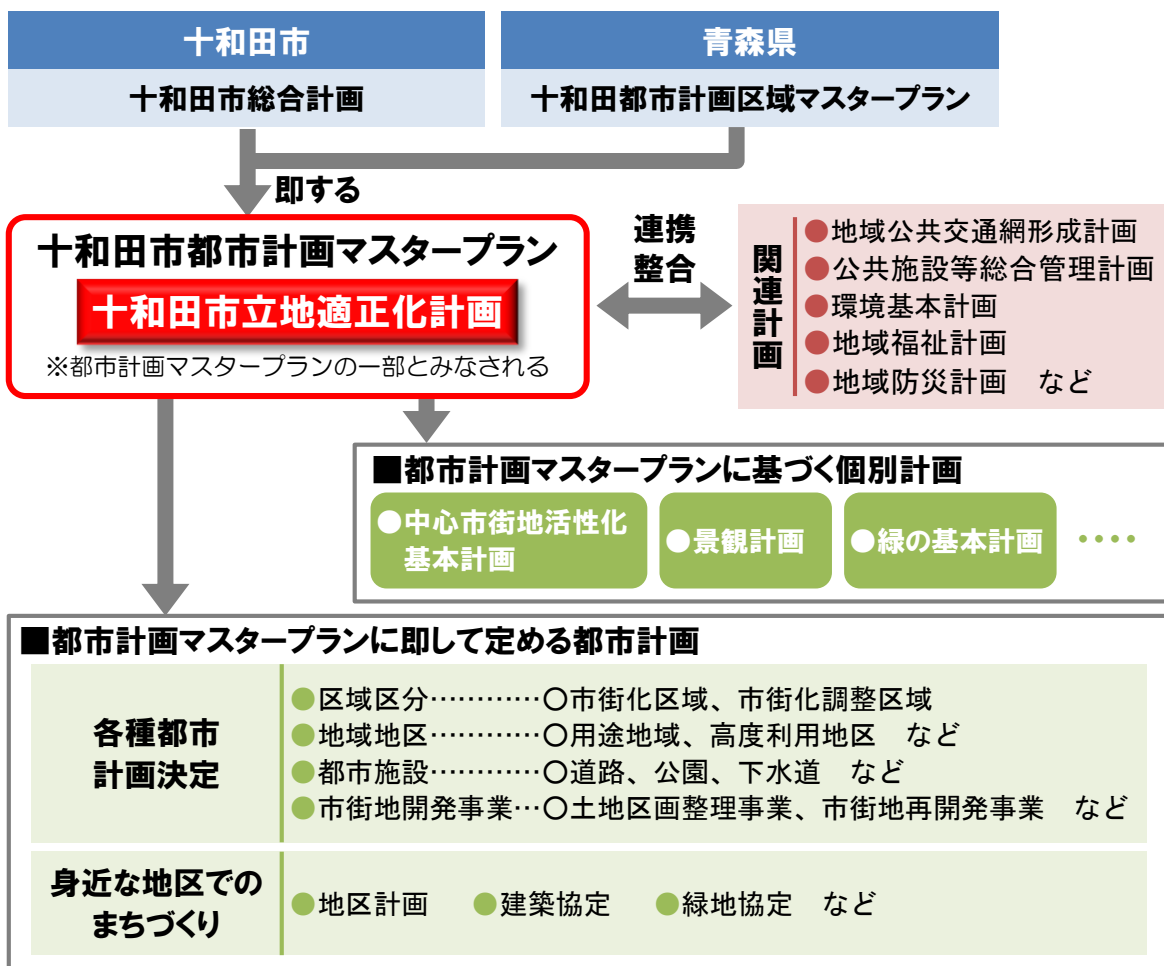 十和田市
十和田市総合計画
青森県
十和田都市計画区域マスタープラン
即する
十和田市都市計画マスタープラン
十和田市立地適正化計画
※都市計画マスタープランの一部とみなされる
連携
整合
関連計画
●地域公共交通網形成計画
●公共施設等総合管理計画
●環境基本計画
●地域福祉計画
●地域防災計画　など
■都市計画マスタープランに基づく個別計画
●中心市街地活性化
基本計画
●景観計画
●緑の基本計画
‥‥
■都市計画マスタープランに即して定める都市計画
各種都市
計画決定
●区域区分…………〇市街化区域、市街化調整区域
●地域地区…………〇用途地域、高度利用地区　など
●都市施設…………〇道路、公園、下水道　など
●市街地開発事業…〇土地区画整理事業、市街地再開発事業　など
身近な地区での
まちづくり
●地区計画　●建築協定　●緑地協定　など